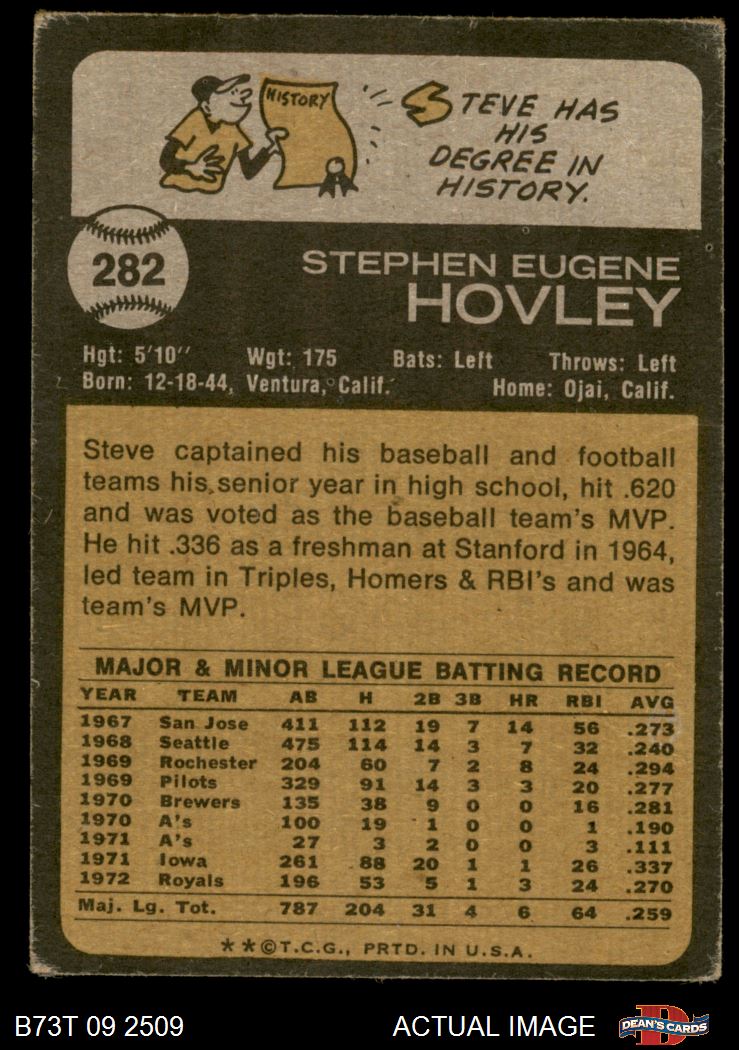 HISTORY
STEVE HAS
HIS
DEGREE IN
HISTORY.
282
STEPHEN EUGENE
HOVLEY
Hgt: 5'10" Wgt: 175 Bats: Left Throws: Left
Born: 12-18-44, Ventura, Calif. Home: Ojai, Calif.
Steve captained his baseball and football
teams his senior year in high school, hit .620
and was voted as the baseball team's MVP.
He hit .336 as a freshman at Stanford in 1964,
led team in Triples, Homers & RBI's and was
team's MVP.
MAJOR & MINOR LEAGUE BATTING RECORD
YEAR TEAM AB H 2B 3B HR RBI AVG
1967 San Jose 411 112 19 7 14 56 .273
1968 Seattle 475 114 14 3 7 32 .240
1969 Rochester 204 60 7 2 8 24 .294
1969 Pilots 329 91 14 3 3 20 .277
1970 Brewers 135 38 9 0 0 16 .281
1970 A's 100 19 1 0 0 1 .190
1971 A's 27 3 2 0 0 3 .111
1971 Iowa 261 88 20 1 1 26 .337
1972 Royals 196 53 5 1 3 24 .270
Maj. Lg. Tot. 787 204 31 4 6 64 .259
**©T.C.G., PRTD. IN U.S.A.
B73T 09 2509 ACTUAL IMAGE D DEAN'S CARDS